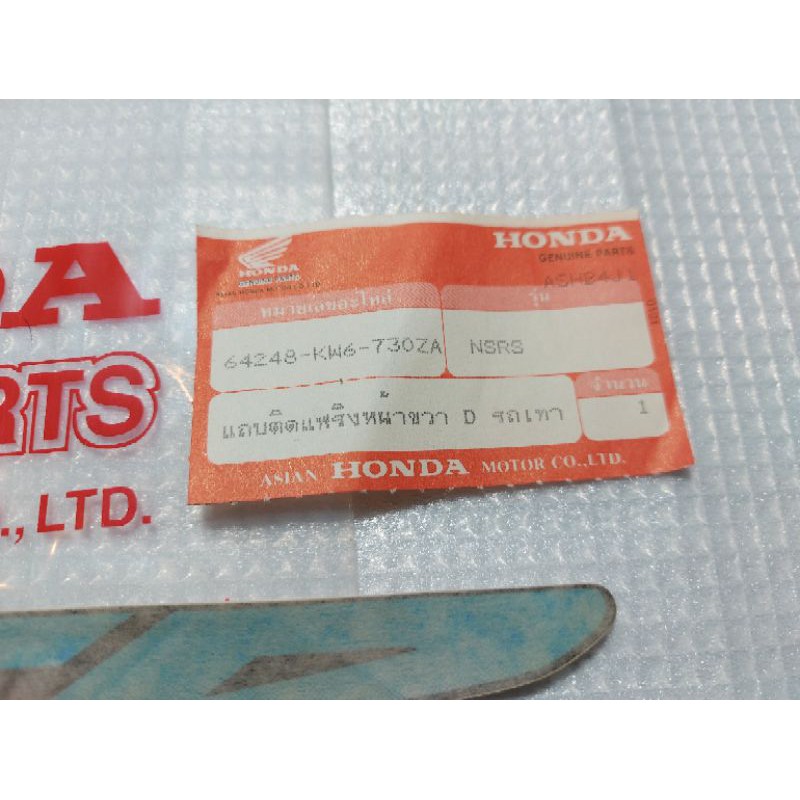 HONDA
GENUINE PARTS
HONDA
หมายเลขอะไหล่
รุ่น
64248-KW6-730ZA
NSRS
แถบติดแฟริ่งหน้าขวา D รถเทา
จำนวน
1
ASIAN HONDA MOTOR CO.,LTD.
DA
RTS
., LTD.